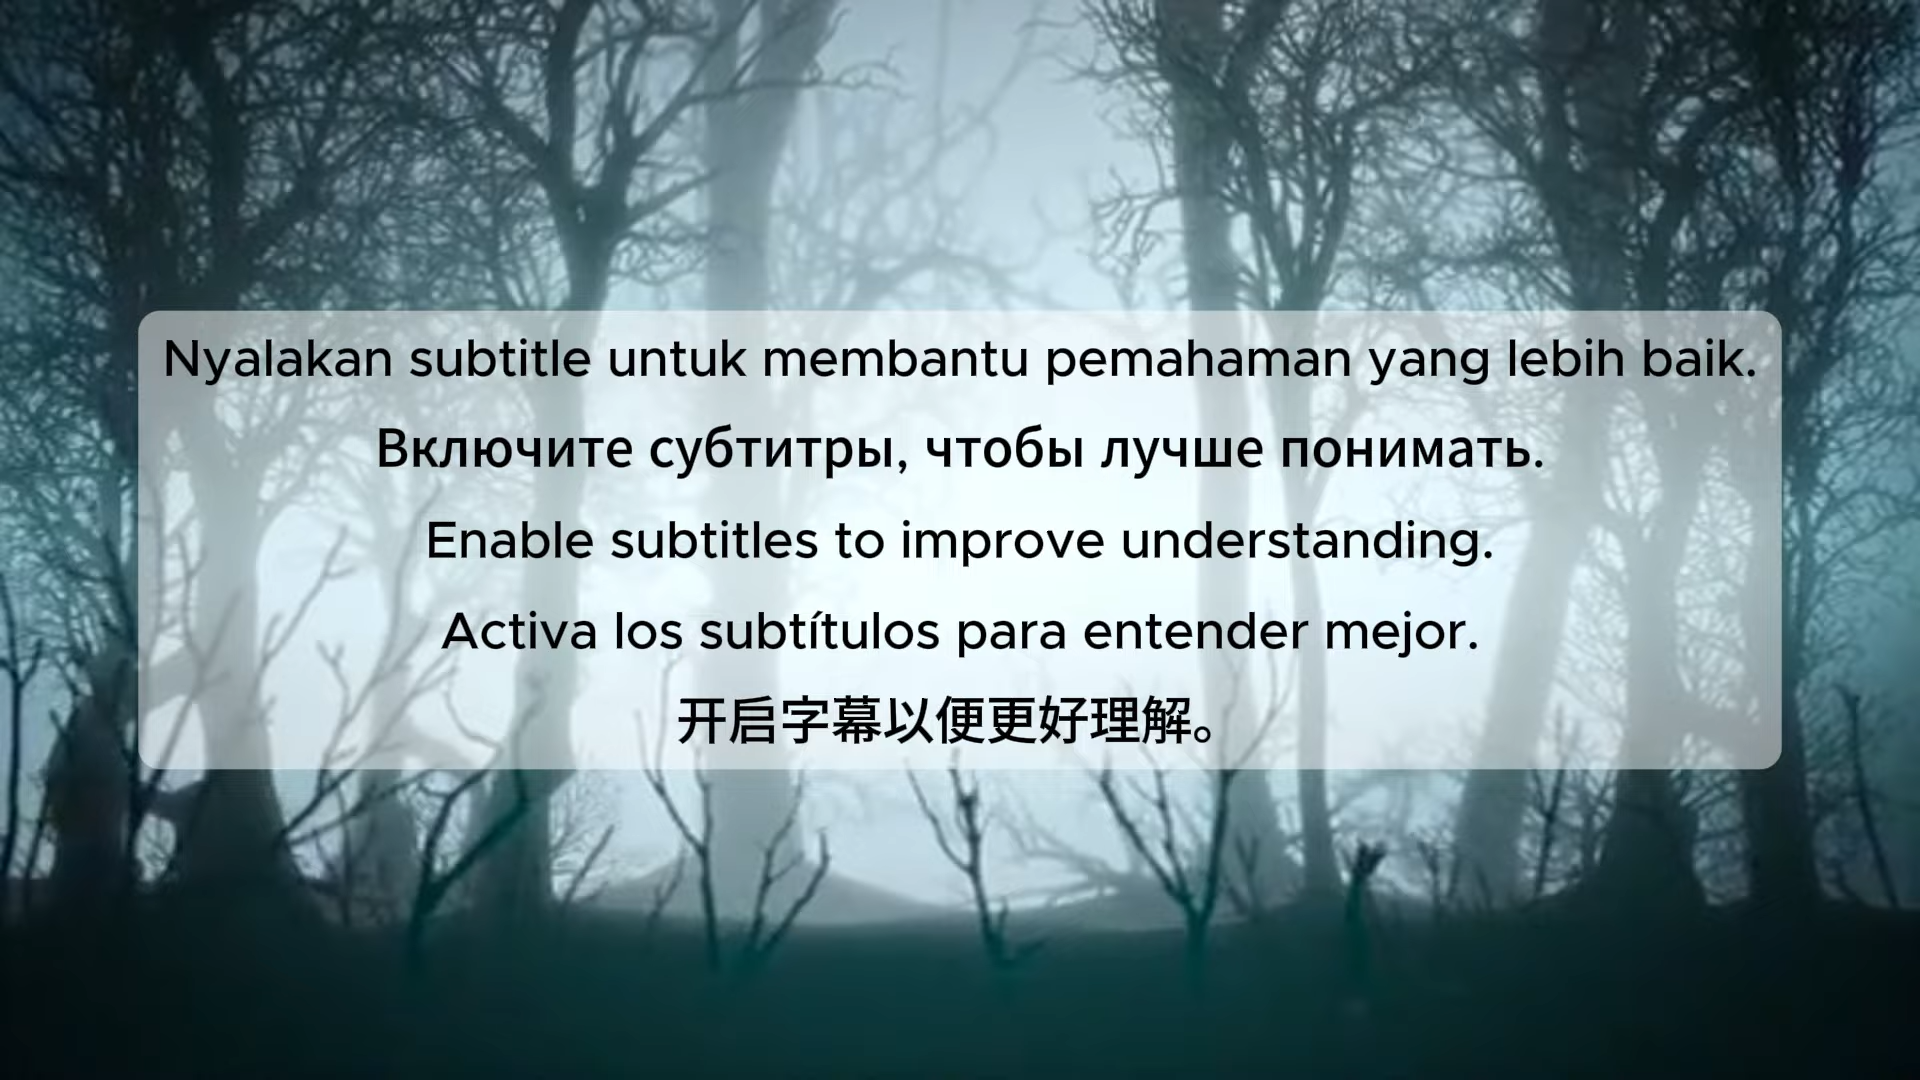 Nyalakan subtitle untuk membantu pemahaman yang lebih baik.
Включите субтитры, чтобы лучше понимать.
Enable subtitles to improve understanding.
Activa los subtítulos para entender mejor.
开启字幕以便更好理解。